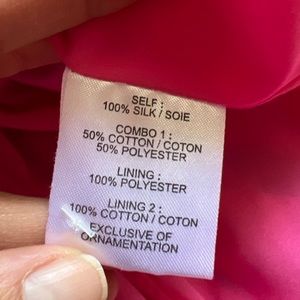 SELF:
100% SILK / SOIE
COMBO 1 :
50% COTTON / COTON
50% POLYESTER
LINING :
100% POLYESTER
LINING 2 :
100% COTTON / COTON
EXCLUSIVE OF
ORNAMENTATION